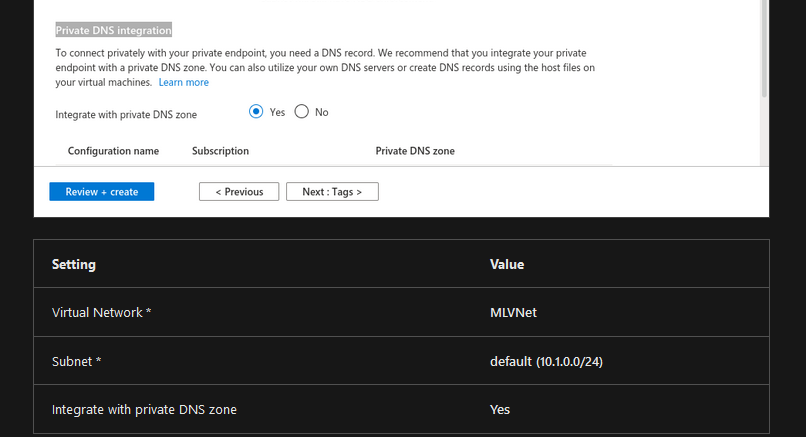 Private DNS integration
To connect privately with your private endpoint, you need a DNS record. We recommend that you integrate your private
endpoint with a private DNS zone. You can also utilize your own DNS servers or create DNS records using the host files on
your virtual machines. Learn more
Integrate with private DNS zone Yes No
Configuration name Subscription Private DNS zone
Review + create < Previous Next : Tags >
Setting Value
Virtual Network * MLVNet
Subnet * default (10.1.0.0/24)
Integrate with private DNS zone Yes